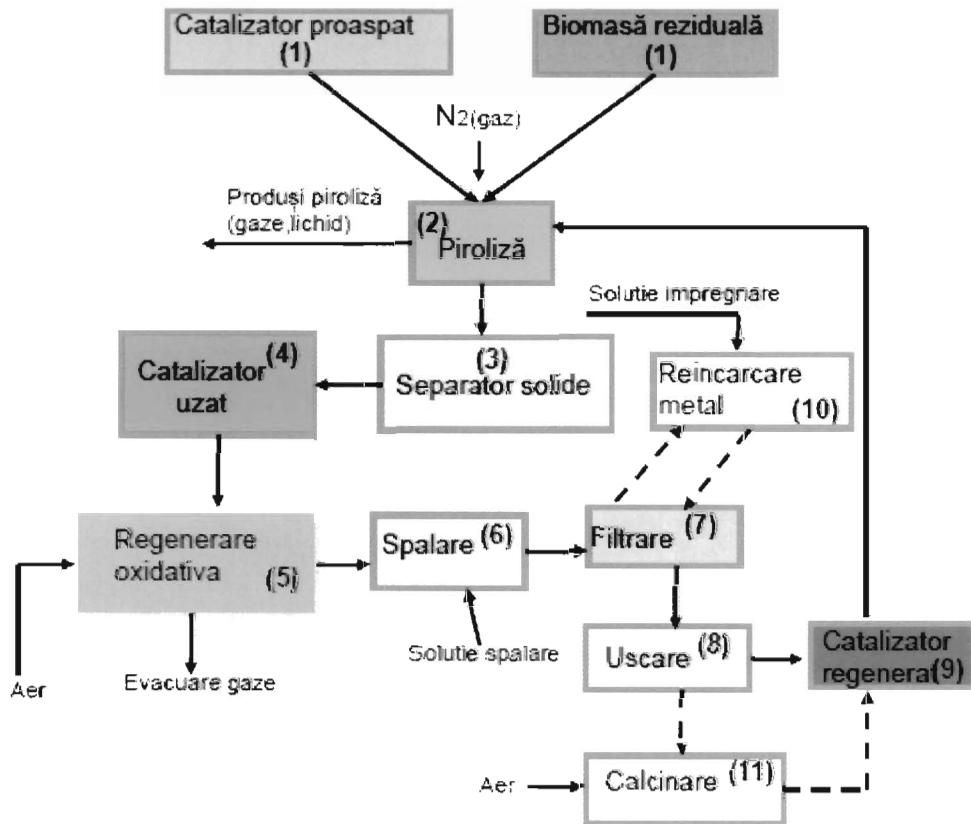 Catalizator proaspat
(1)
Biomasă reziduală
(1)
N2(gaz)
Produși piroliză
(gaze,lichid)
(2)
Piroliză
Solutie impregnare
(3)
Separator solide
Catalizator (4)
uzat
Reincarcare
metal (10)
Regenerare
oxidativa (5)
Spalare (6)
Filtrare (7)
Solutie spalare
Aer
Evacuare gaze
Uscare (8)
Catalizator
regenerat(9)
Aer
Calcinare (11)